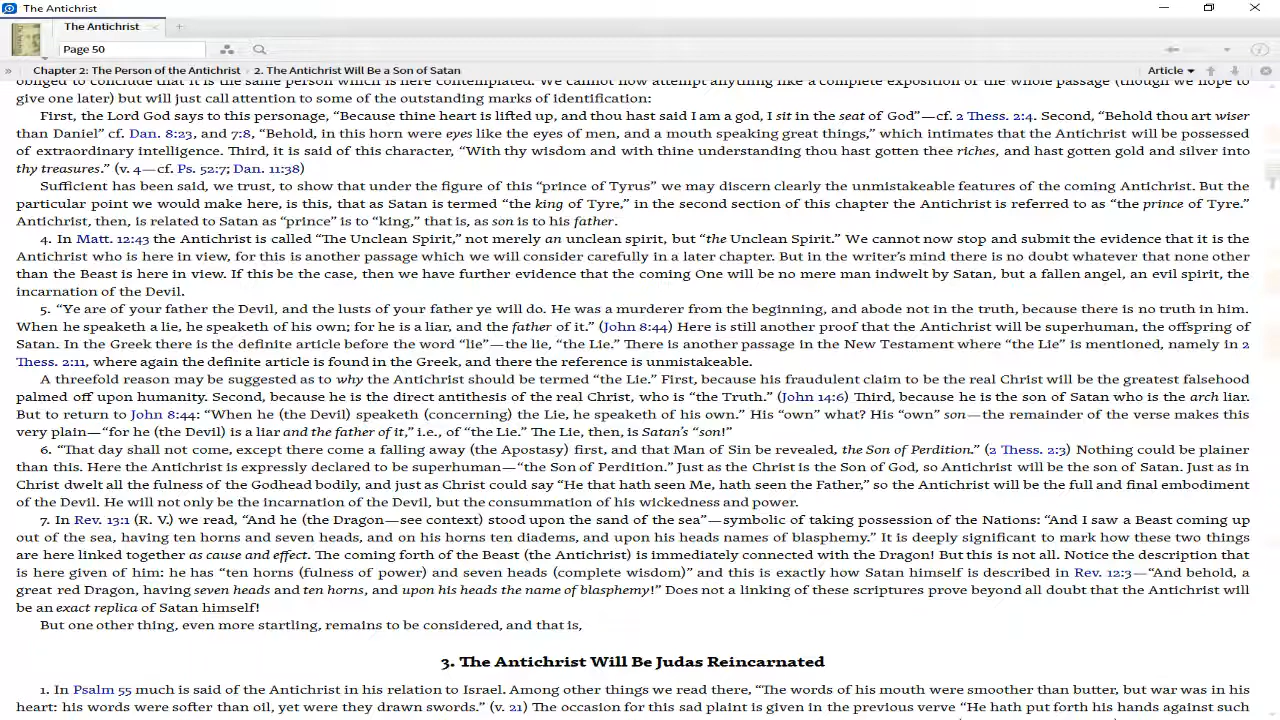 The Antichrist
The Antichrist
Page 50
» Chapter 2: The Person of the Antichrist › 2. The Antichrist Will Be a Son of Satan Article
obliged to conclude that it is the same person which is here contemplated. We cannot now attempt anything like a complete exposition of the whole passage (though we hope to
give one later) but will just call attention to some of the outstanding marks of identification:
First, the Lord God says to this personage, “Because thine heart is lifted up, and thou hast said I am a god, I sit in the seat of God”—cf. 2 Thess. 2:4. Second, “Behold thou art wiser
than Daniel” cf. Dan. 8:23, and 7:8, “Behold, in this horn were eyes like the eyes of men, and a mouth speaking great things,” which intimates that the Antichrist will be possessed
of extraordinary intelligence. Third, it is said of this character, “With thy wisdom and with thine understanding thou hast gotten thee riches, and hast gotten gold and silver into
thy treasures.” (v. 4—cf. Ps. 52:7; Dan. 11:38)
Sufficient has been said, we trust, to show that under the figure of this “prince of Tyrus” we may discern clearly the unmistakeable features of the coming Antichrist. But the
particular point we would make here, is this, that as Satan is termed “the king of Tyre,” in the second section of this chapter the Antichrist is referred to as “the prince of Tyre.”
Antichrist, then, is related to Satan as “prince” is to “king,” that is, as son is to his father.
4. In Matt. 12:43 the Antichrist is called “The Unclean Spirit,” not merely an unclean spirit, but “the Unclean Spirit.” We cannot now stop and submit the evidence that it is the
Antichrist who is here in view, for this is another passage which we will consider carefully in a later chapter. But in the writer’s mind there is no doubt whatever that none other
than the Beast is here in view. If this be the case, then we have further evidence that the coming One will be no mere man indwelt by Satan, but a fallen angel, an evil spirit, the
incarnation of the Devil.
5. “Ye are of your father the Devil, and the lusts of your father ye will do. He was a murderer from the beginning, and abode not in the truth, because there is no truth in him.
When he speaketh a lie, he speaketh of his own; for he is a liar, and the father of it.” (John 8:44) Here is still another proof that the Antichrist will be superhuman, the offspring of
Satan. In the Greek there is the definite article before the word “lie”—the lie, “the Lie.” There is another passage in the New Testament where “the Lie” is mentioned, namely in 2
Thess. 2:11, where again the definite article is found in the Greek, and there the reference is unmistakeable.
A threefold reason may be suggested as to why the Antichrist should be termed “the Lie.” First, because his fraudulent claim to be the real Christ will be the greatest falsehood
palmed off upon humanity. Second, because he is the direct antithesis of the real Christ, who is “the Truth.” (John 14:6) Third, because he is the son of Satan who is the arch liar.
But to return to John 8:44: “When he (the Devil) speaketh (concerning) the Lie, he speaketh of his own.” His “own” what? His “own” son—the remainder of the verse makes this
very plain—“for he (the Devil) is a liar and the father of it,” i.e., of “the Lie.” The Lie, then, is Satan’s “son!”
6. “That day shall not come, except there come a falling away (the Apostasy) first, and that Man of Sin be revealed, the Son of Perdition.” (2 Thess. 2:3) Nothing could be plainer
than this. Here the Antichrist is expressly declared to be superhuman—“the Son of Perdition.” Just as the Christ is the Son of God, so Antichrist will be the son of Satan. Just as in
Christ dwelt all the fulness of the Godhead bodily, and just as Christ could say “He that hath seen Me, hath seen the Father,” so the Antichrist will be the full and final embodiment
of the Devil. He will not only be the incarnation of the Devil, but the consummation of his wickedness and power.
7. In Rev. 13:1 (R. V.) we read, “And he (the Dragon—see context) stood upon the sand of the sea”—symbolic of taking possession of the Nations: “And I saw a Beast coming up
out of the sea, having ten horns and seven heads, and on his horns ten diadems, and upon his heads names of blasphemy.” It is deeply significant to mark how these two things
are here linked together as cause and effect. The coming forth of the Beast (the Antichrist) is immediately connected with the Dragon! But this is not all. Notice the description that
is here given of him: he has “ten horns (fulness of power) and seven heads (complete wisdom)” and this is exactly how Satan himself is described in Rev. 12:3—“And behold, a
great red Dragon, having seven heads and ten horns, and upon his heads the name of blasphemy!” Does not a linking of these scriptures prove beyond all doubt that the Antichrist will
be an exact replica of Satan himself!
But one other thing, even more startling, remains to be considered, and that is,
3. The Antichrist Will Be Judas Reincarnated
1. In Psalm 55 much is said of the Antichrist in his relation to Israel. Among other things we read there, “The words of his mouth were smoother than butter, but war was in his
heart: his words were softer than oil, yet were they drawn swords.” (v. 21) The occasion for this sad plaint is given in the previous verse “He hath put forth his hands against such